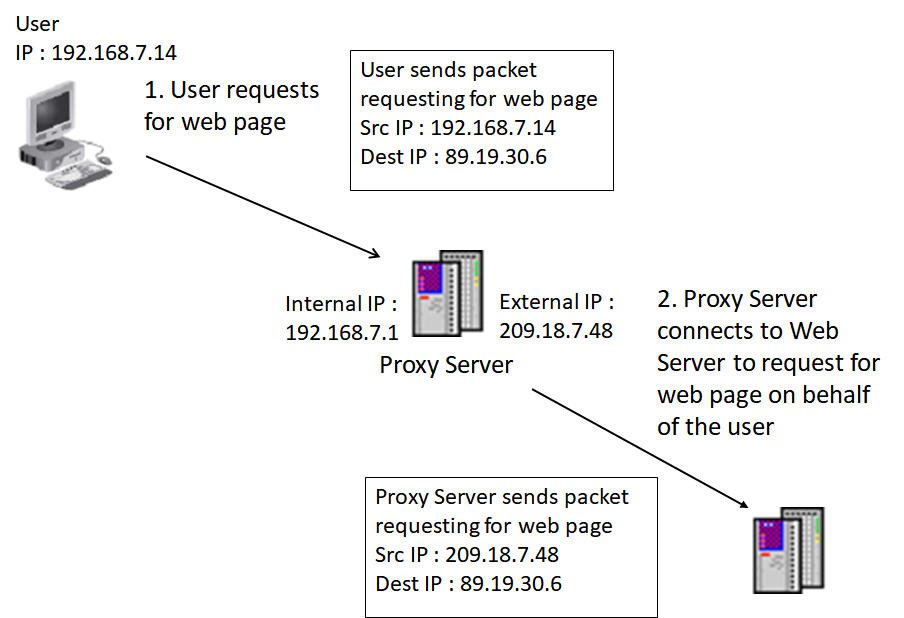 User
IP : 192.168.7.14
1. User requests
for web page
User sends packet
requesting for web page
Src IP : 192.168.7.14
Dest IP : 89.19.30.6
Internal IP :
192.168.7.1
External IP :
209.18.7.48
Proxy Server
2. Proxy Server
connects to Web
Server to request for
web page on behalf
of the user
Proxy Server sends packet
requesting for web page
Src IP : 209.18.7.48
Dest IP : 89.19.30.6